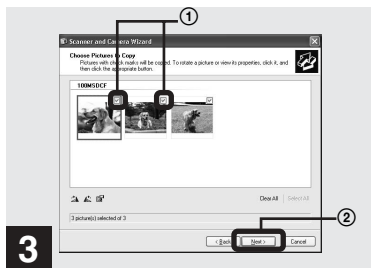 ①
Scanner and Camera Wizard
Choose Pictures to Copy
Pictures with check marks will be copied. To rotate a picture or view its properties, click it, and
then click the appropriate button.
100MSDCF
Clear All Select All
3 picture(s) selected of 3
②
< Back Next > Cancel
3